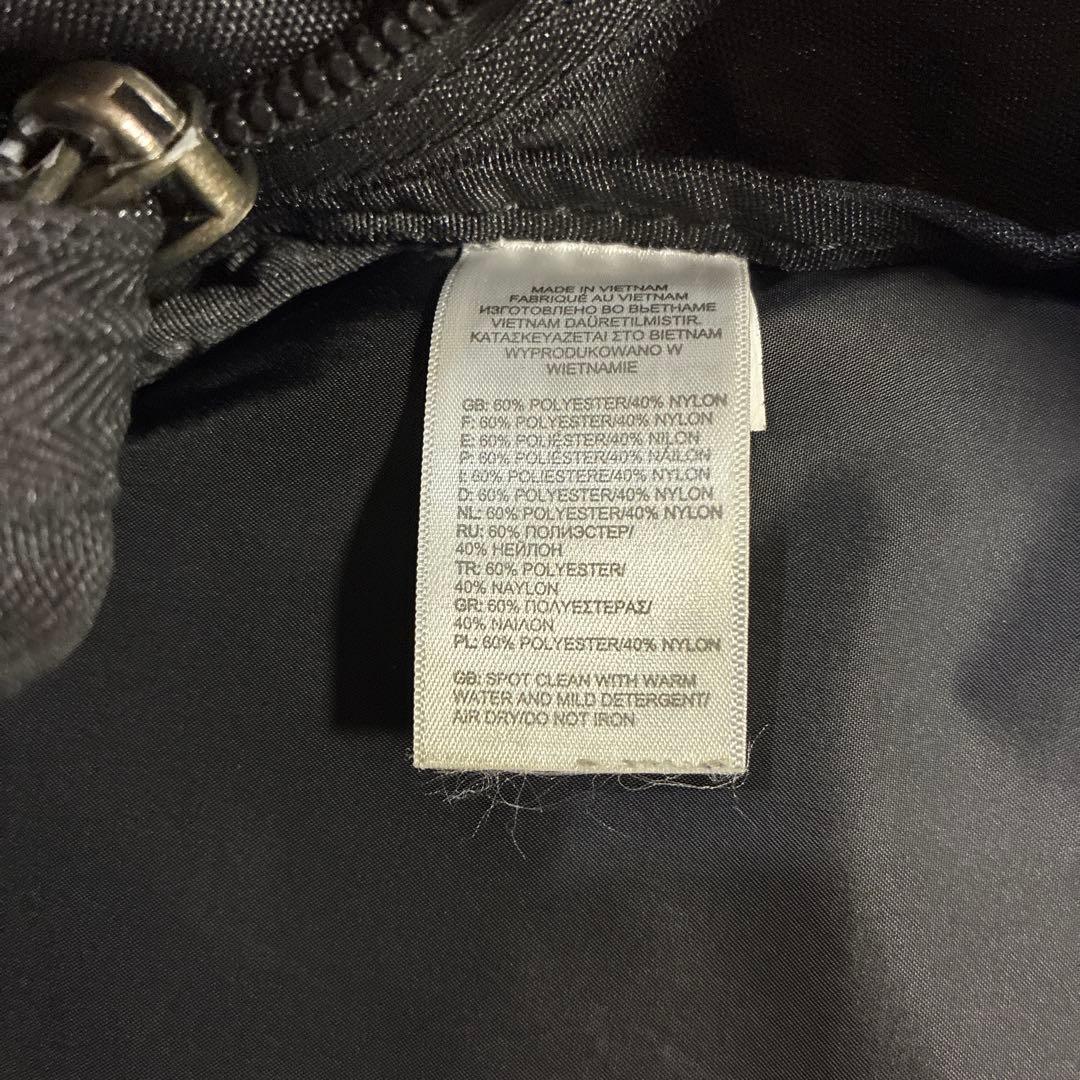 MADE IN VIETNAM
FABRIQUÉ AU VIETNAM
ИЗГОТОВЛЕНО ВО ВЬЕТНАМЕ
VIETNAM DAÜRETILMISTIR.
ΚΑΤΑΣΚΕΥΑΖΕΤΑΙ ΣΤΟ ΒΙΕΤΝΑΜ
WYPRODUKOWANO W
WIETNAMIE
GB: 60% POLYESTER/40% NYLON
F: 60% POLYESTER/40% NYLON
E: 60% POLIÉSTER/40% NILON
P: 60% POLIÉSTER/40% NÁILON
I: 60% POLIESTERE/40% NYLON
D: 60% POLYESTER/40% NYLON
NL: 60% POLYESTER/40% NYLON
RU: 60% ПОЛИЭСТЕР/
40% НЕЙЛОН
TR: 60% POLYESTER/
40% NAYLON
GR: 60% ΠΟΛΥΕΣΤΕΡΑΣ/
40% ΝΑΙΛΟΝ
PL: 60% POLYESTER/40% NYLON
GB: SPOT CLEAN WITH WARM
WATER AND MILD DETERGENT/
AIR DRY/DO NOT IRON